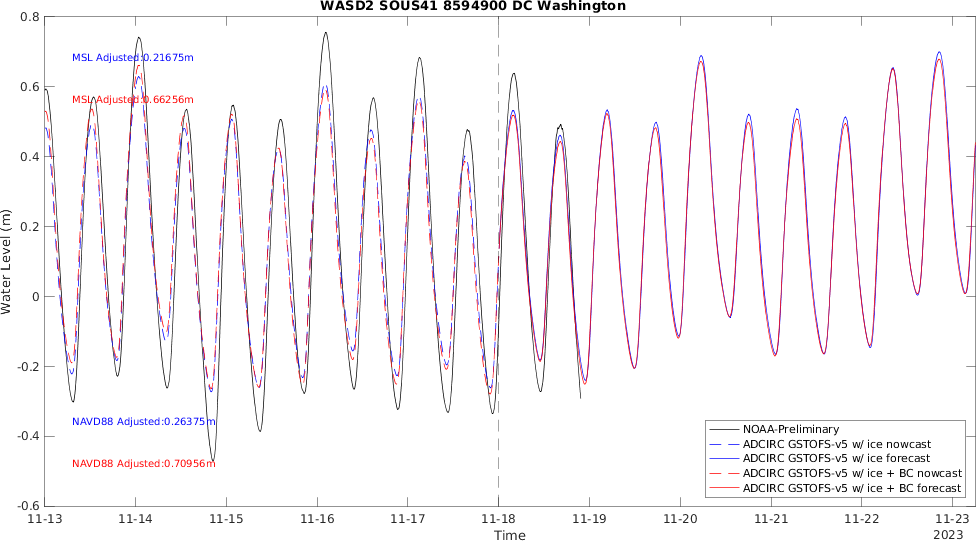 WASD2 SOUS41 8594900 DC Washington
0.8
0.6
0.4
0.2
0
-0.2
-0.4
-0.6
Water Level (m)
MSL Adjusted:0.21675m
MSL Adjusted:0.66256m
NAVD88 Adjusted:0.26375m
NAVD88 Adjusted:0.70956m
NOAA-Preliminary
ADCIRC GSTOFS-v5 w/ ice nowcast
ADCIRC GSTOFS-v5 w/ ice forecast
ADCIRC GSTOFS-v5 w/ ice + BC nowcast
ADCIRC GSTOFS-v5 w/ ice + BC forecast
11-13 11-14 11-15 11-16 11-17 11-18 11-19 11-20 11-21 11-22 11-23
Time
2023